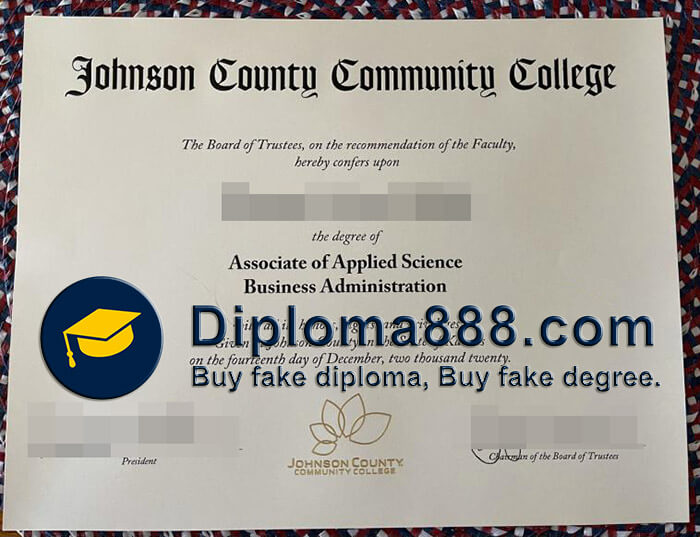 Johnson County Community College
The Board of Trustees, on the recommendation of the Faculty,
hereby confers upon
the degree of
Associate of Applied Science
Business Administration
Diploma888.com
on the fourteenth day of December, two thousand twenty.
Buy fake diploma, Buy fake degree.
President
JOHNSON COUNTY
COMMUNITY COLLEGE
Chairman of the Board of Trustees